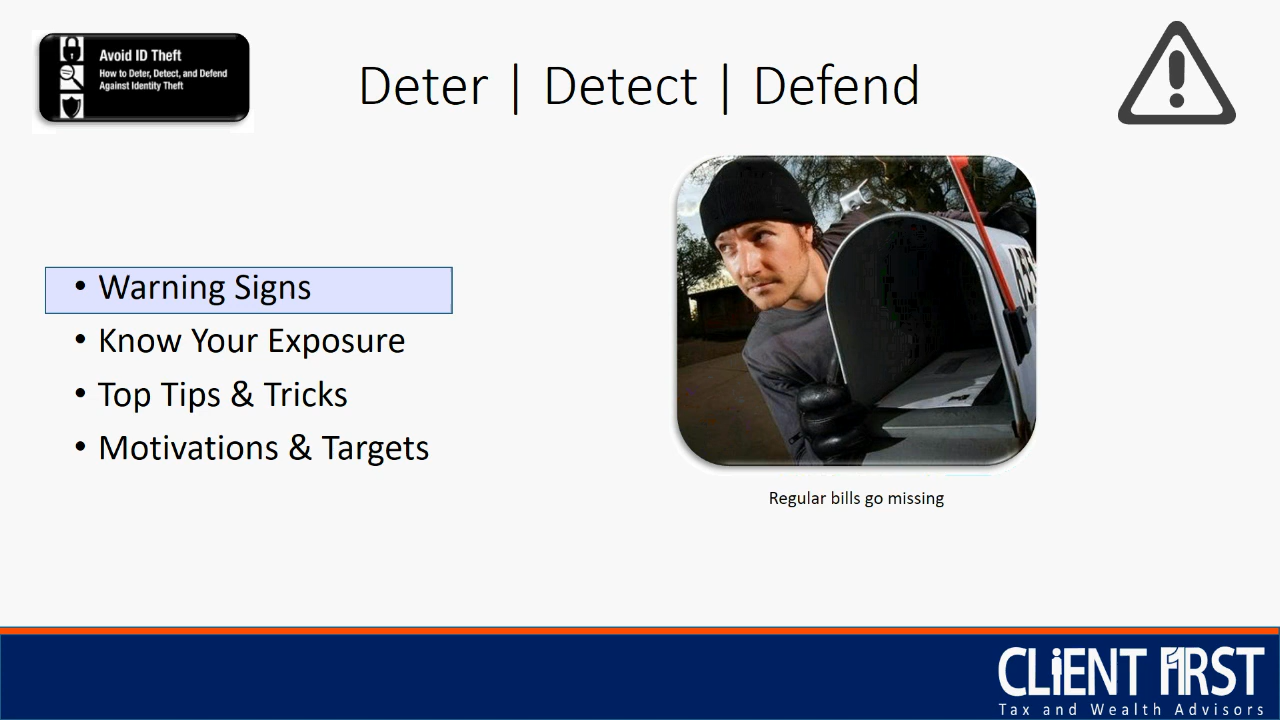 Avoid ID Theft
How to Deter, Detect, and Defend
Against Identity Theft
Deter | Detect | Defend
• Warning Signs
• Know Your Exposure
• Top Tips & Tricks
• Motivations & Targets
Regular bills go missing
CLiENT FIRST
Tax and Wealth Advisors